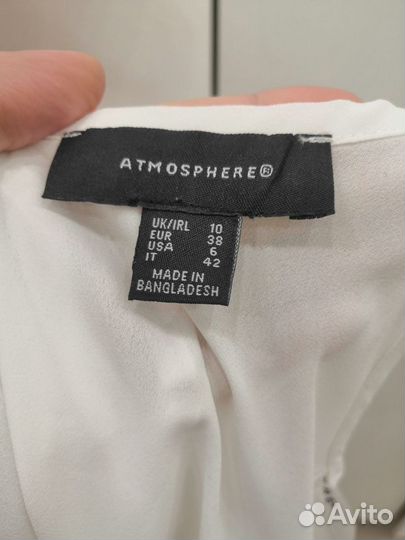 ATMOSPHERE®
UK/IRL 10
EUR 38
USA 6
IT 42
MADE IN
BANGLADESH
Avito